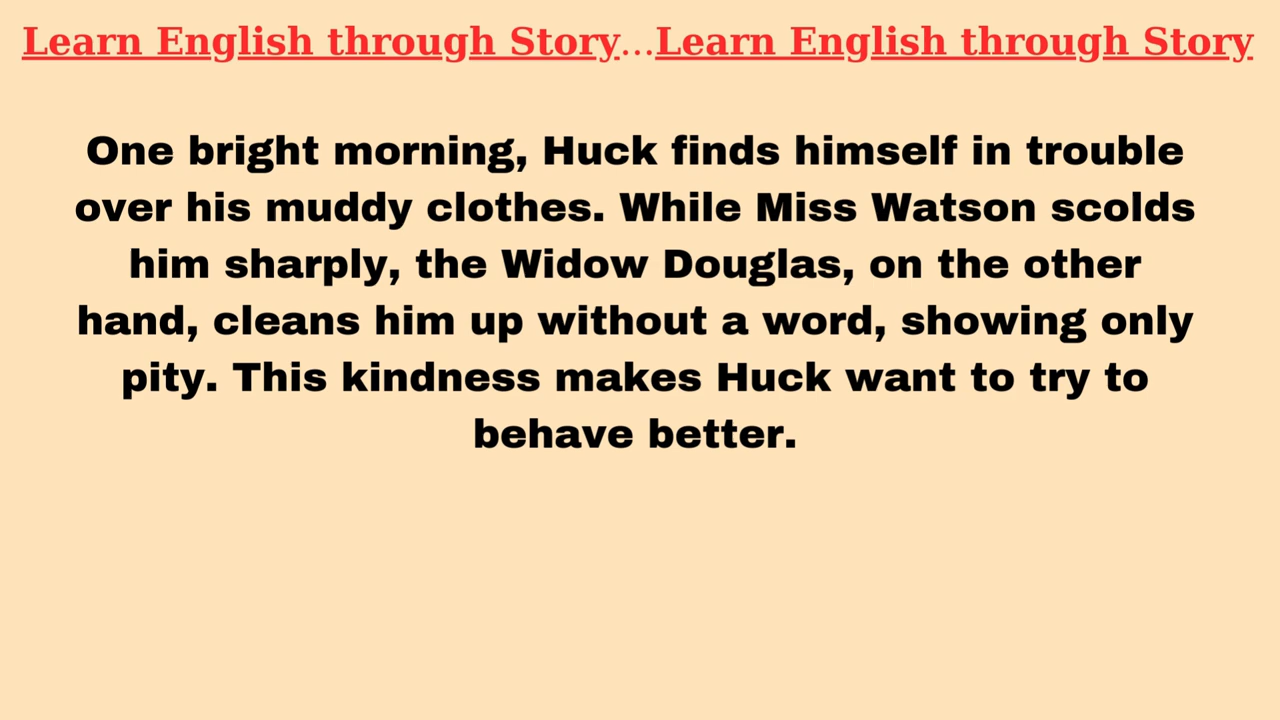 Learn English through Story...Learn English through Story
One bright morning, Huck finds himself in trouble
over his muddy clothes. While Miss Watson scolds
him sharply, the Widow Douglas, on the other
hand, cleans him up without a word, showing only
pity. This kindness makes Huck want to try to
behave better.